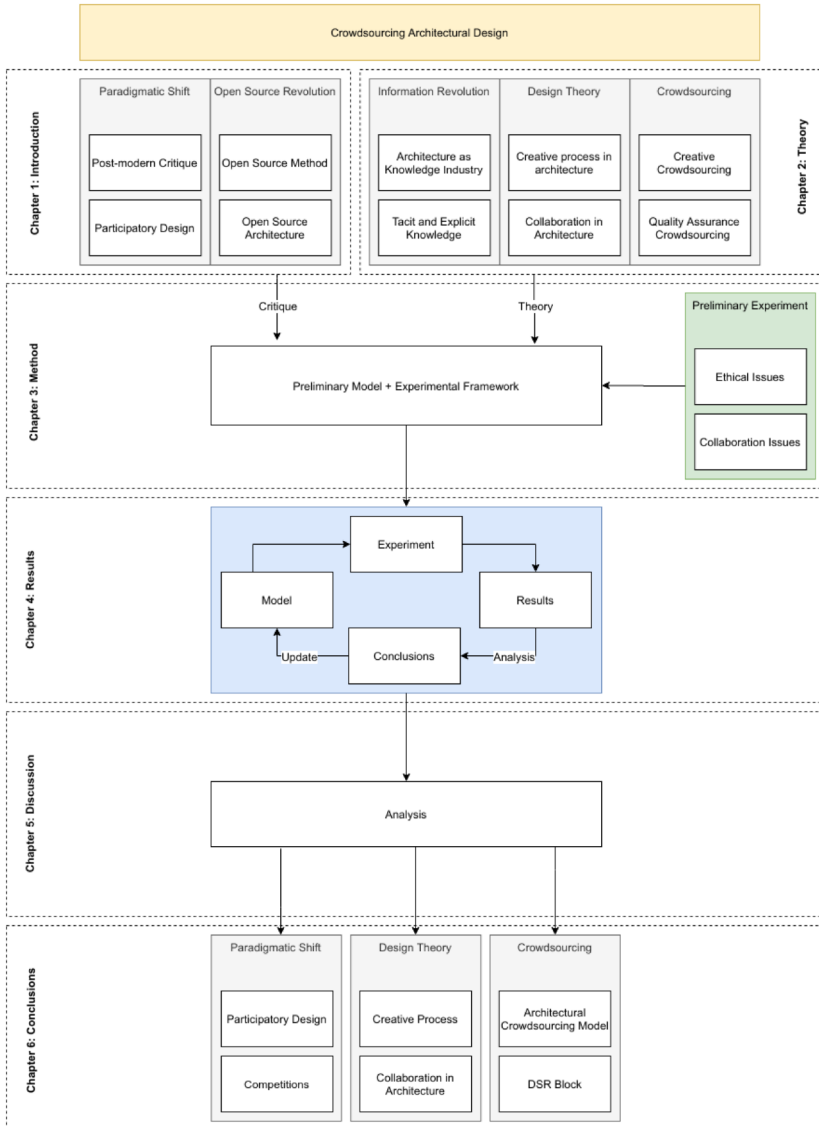 Crowdsourcing Architectural Design
Chapter 1: Introduction
Paradigmatic Shift
Post-modern Critique
Participatory Design
Open Source Revolution
Open Source Method
Open Source
Architecture
Information Revolution
Architecture as
Knowledge Industry
Tacit and Explicit
Knowledge
Design Theory
Creative process in
architecture
Collaboration in
Architecture
Crowdsourcing
Creative
Crowdsourcing
Quality Assurance
Crowdsourcing
Chapter 2: Theory
Chapter 3: Method
Critique
Theory
Preliminary Model + Experimental Framework
Preliminary Experiment
Ethical Issues
Collaboration Issues
Chapter 4: Results
Experiment
Model
Results
Conclusions
Update
Analysis
Chapter 5: Discussion
Analysis
Chapter 6: Conclusions
Paradigmatic Shift
Participatory Design
Competitions
Design Theory
Creative Process
Collaboration in
Architecture
Crowdsourcing
Architectural
Crowdsourcing Model
DSR Block